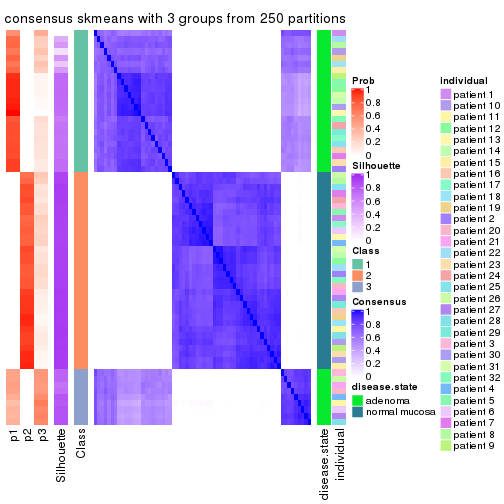 consensus skmeans with 3 groups from 250 partitions
p1
p2
p3
Silhouette
Class
disease.state
individual
Prob
1
0.8
0.6
0.4
0.2
0
Silhouette
1
0.8
0.6
0.4
0.2
0
Class
1
2
3
Consensus
1
0.8
0.6
0.4
0.2
0
disease.state
adenoma
normal mucosa
individual
patient 1
patient 10
patient 11
patient 12
patient 13
patient 14
patient 15
patient 16
patient 17
patient 18
patient 19
patient 2
patient 20
patient 21
patient 22
patient 23
patient 24
patient 25
patient 26
patient 27
patient 28
patient 29
patient 3
patient 30
patient 31
patient 32
patient 4
patient 5
patient 6
patient 7
patient 8
patient 9